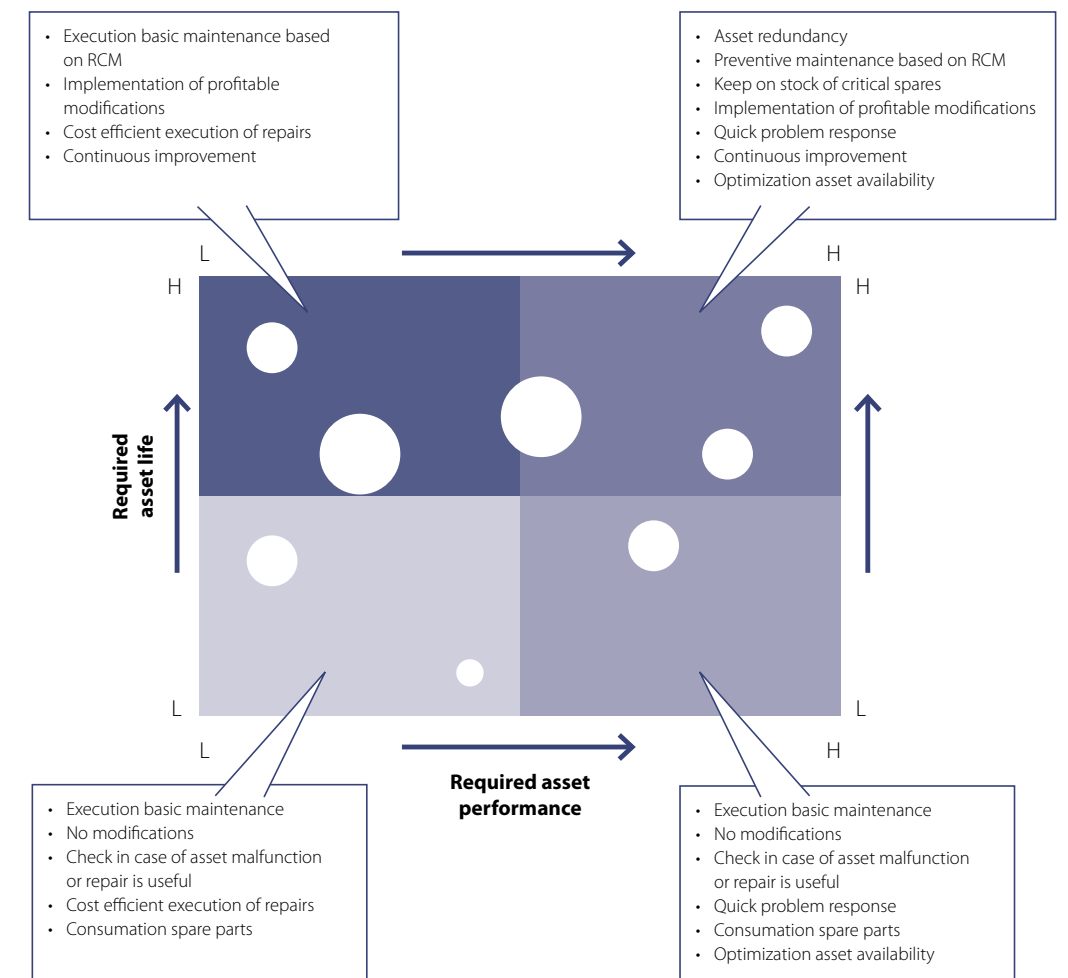 • Execution basic maintenance based
on RCM
• Implementation of profitable
modifications
• Cost efficient execution of repairs
• Continuous improvement
• Asset redundancy
• Preventive maintenance based on RCM
• Keep on stock of critical spares
• Implementation of profitable modifications
• Quick problem response
• Continuous improvement
• Optimization asset availability
L
H
H
H
Required
asset life
L
L
L
H
Required asset
performance
• Execution basic maintenance
• No modifications
• Check in case of asset malfunction
or repair is useful
• Cost efficient execution of repairs
• Consumation spare parts
• Execution basic maintenance
• No modifications
• Check in case of asset malfunction
or repair is useful
• Quick problem response
• Consumation spare parts
• Optimization asset availability